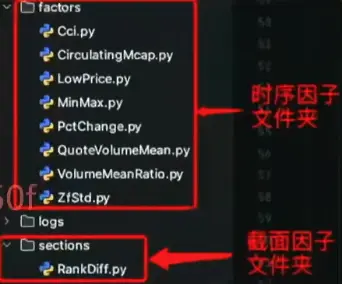 factors
Cci.py
CirculatingMcap.py
LowPrice.py
MinMax.py
PctChange.py
QuoteVolumeMean.py
VolumeMeanRatio.py
ZfStd.py
logs
sections
RankDiff.py
时序因子
文件夹
截面因子
文件夹
50f